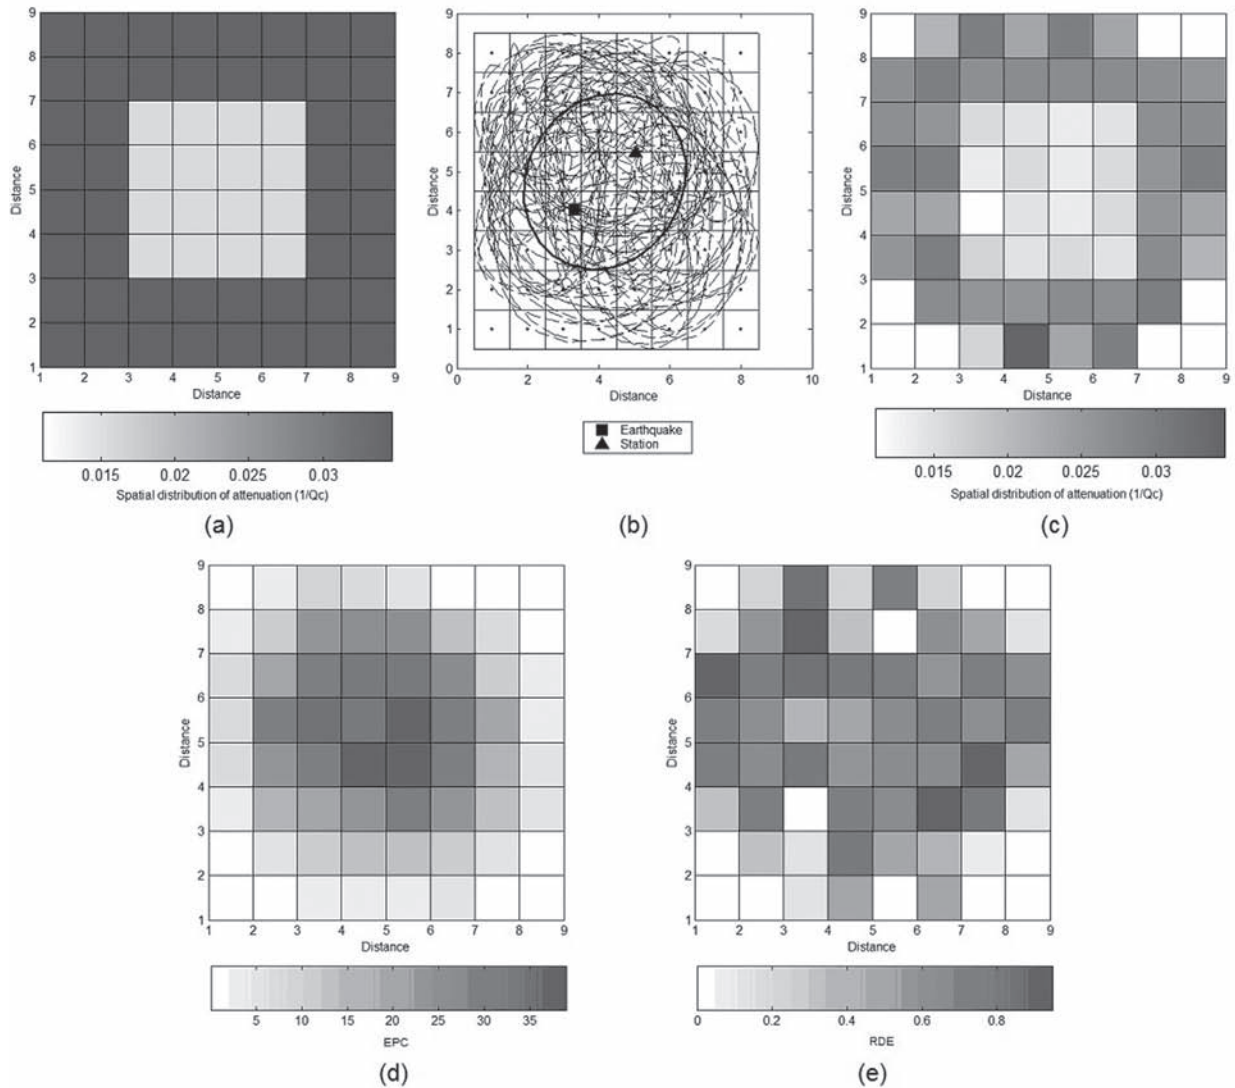 9
8
7
6
5
4
3
2
1
Distance
1 2 3 4 5 6 7 8 9
Distance
0.015 0.02 0.025 0.03
Spatial distribution of attenuation (1/Qc)
(a)
9
8
7
6
5
4
3
2
1
0
Distance
0 2 4 6 8 10
Distance
Earthquake
Station
(b)
9
8
7
6
5
4
3
2
1
Distance
1 2 3 4 5 6 7 8 9
Distance
0.015 0.02 0.025 0.03
Spatial distribution of attenuation (1/Qc)
(c)
9
8
7
6
5
4
3
2
1
Distance
1 2 3 4 5 6 7 8 9
Distance
5 10 15 20 25 30 35
EPC
(d)
9
8
7
6
5
4
3
2
1
Distance
1 2 3 4 5 6 7 8 9
Distance
0 0.2 0.4 0.6 0.8
RDE
(e)